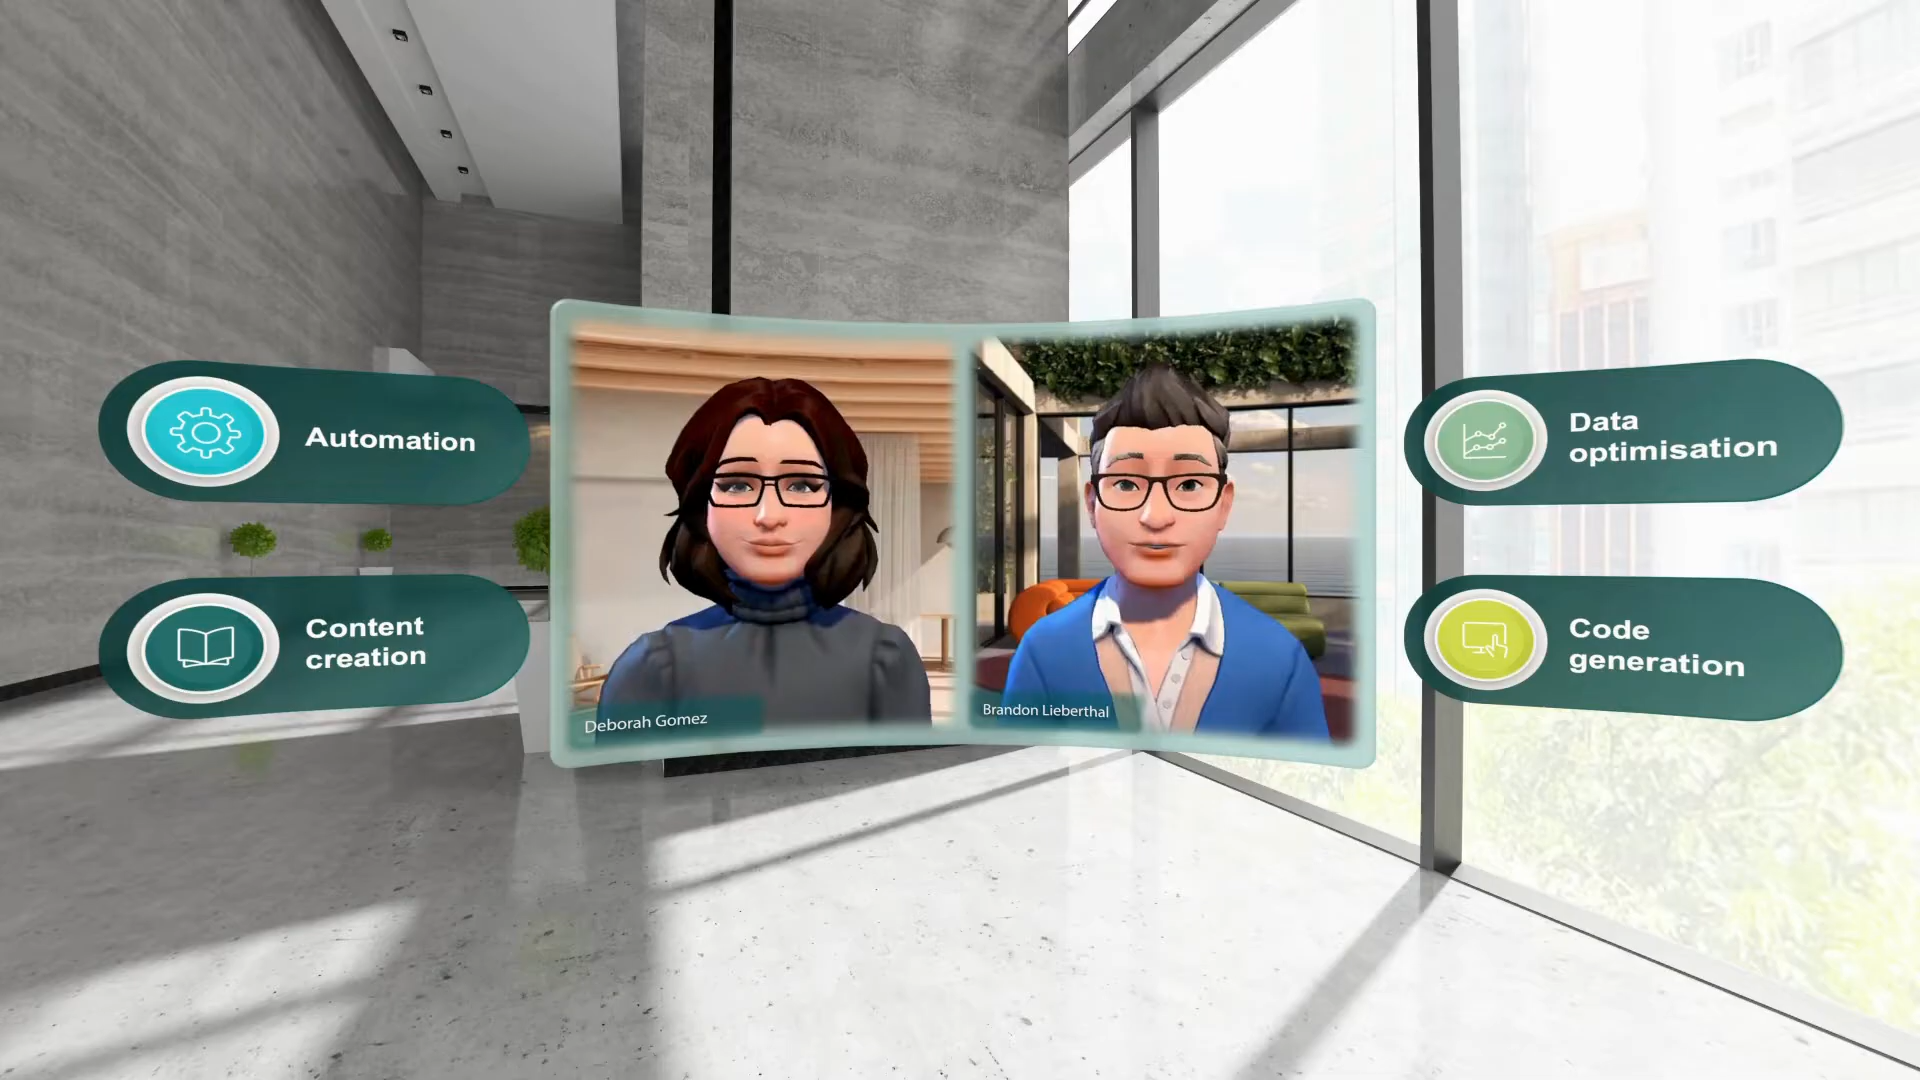 Automation
Content
creation
Deborah Gomez
Brandon Lieberthal
Data
optimisation
Code
generation